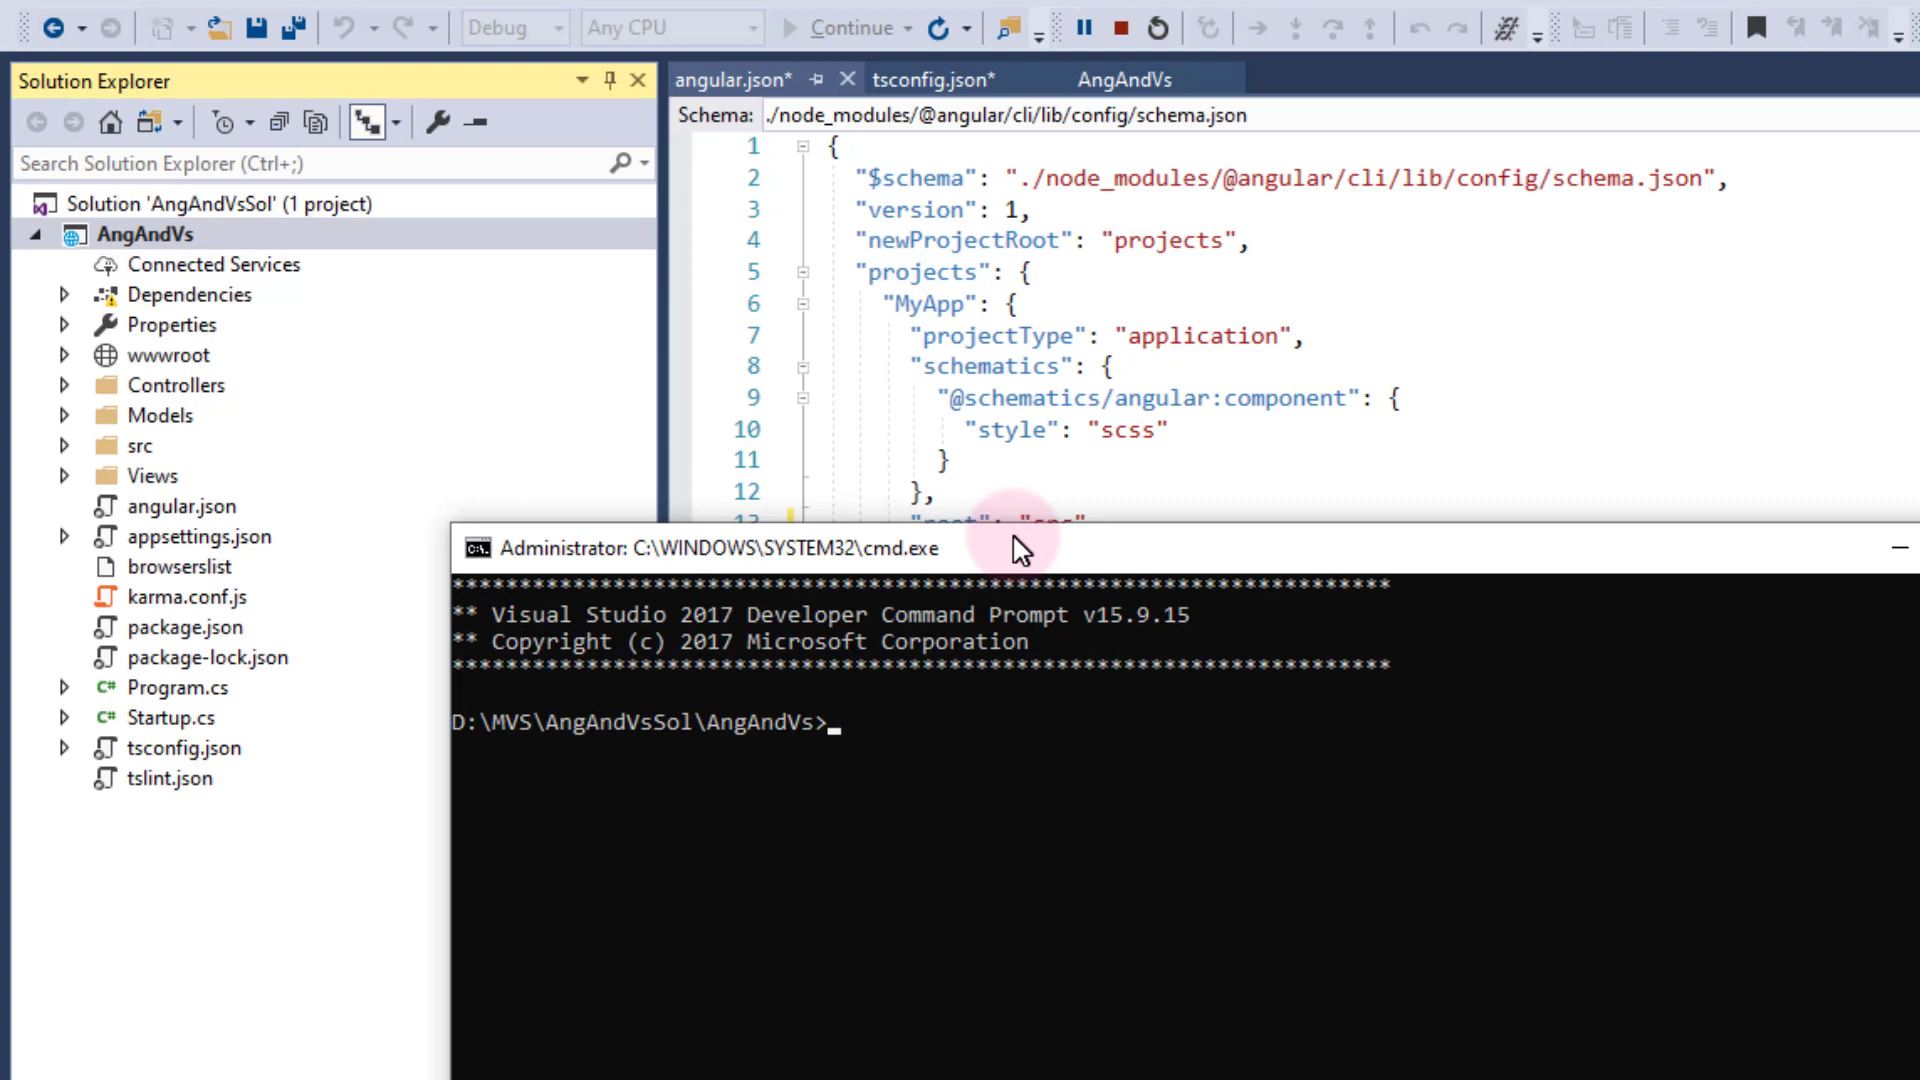 Debug
Any CPU
Continue
Solution Explorer
angular.json*
tsconfig.json*
AngAndVs
Schema: ./node_modules/@angular/cli/lib/config/schema.json
Search Solution Explorer (Ctrl+;)
Solution 'AngAndVsSol' (1 project)
AngAndVs
Connected Services
Dependencies
Properties
wwwroot
Controllers
Models
src
Views
angular.json
appsettings.json
browserslist
karma.conf.js
package.json
package-lock.json
Program.cs
Startup.cs
tsconfig.json
tslint.json
1 {
2 "$schema": "./node_modules/@angular/cli/lib/config/schema.json",
3 "version": 1,
4 "newProjectRoot": "projects",
5 "projects": {
6 "MyApp": {
7 "projectType": "application",
8 "schematics": {
9 "@schematics/angular:component": {
10 "style": "scss"
11 }
12 },
13 "root": "src"
Administrator: C:\WINDOWS\SYSTEM32\cmd.exe
**********************************************************************
** Visual Studio 2017 Developer Command Prompt v15.9.15
** Copyright (c) 2017 Microsoft Corporation
**********************************************************************
D:\MVS\AngAndVsSol\AngAndVs>